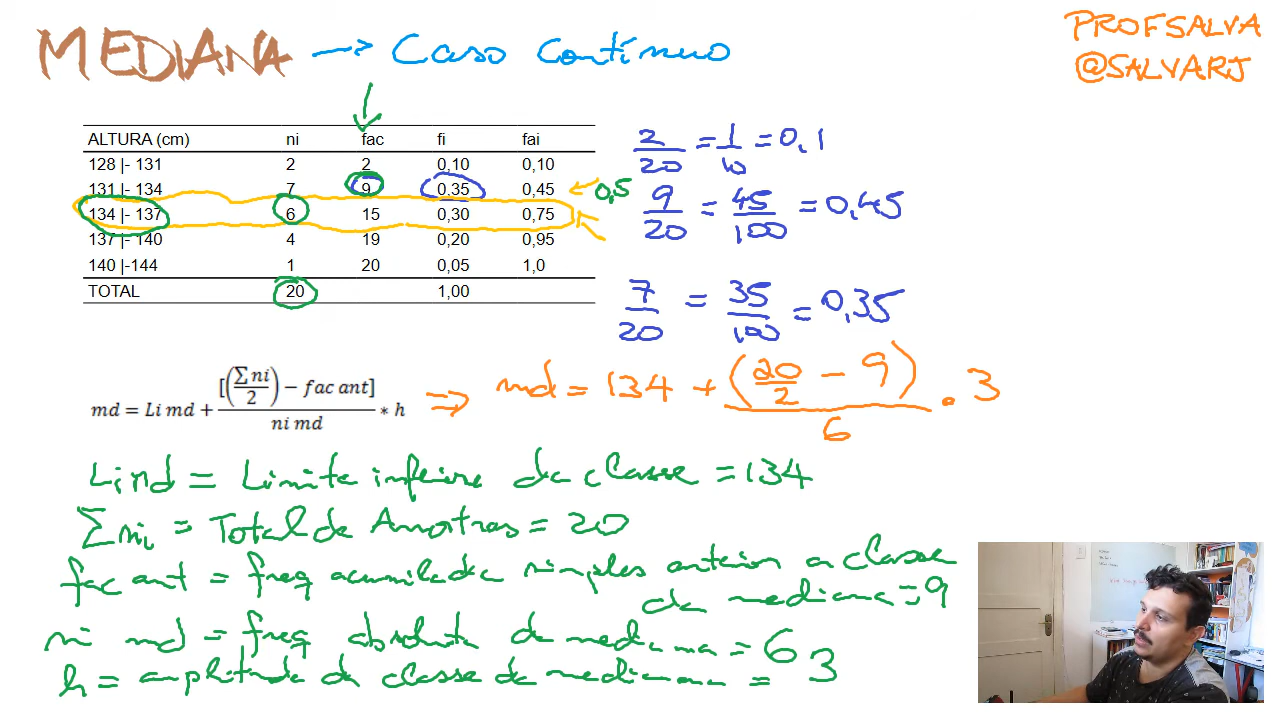 MEDIANA → Caso Contínuo
PROFSALVA
@SALVARJ
ALTURA (cm) ni fac fi fai
128 |- 131 2 2 0,10 0,10
131 |- 134 7 9 0.35 0,45
134 |- 137 6 15 0,30 0,75
137 |- 140 4 19 0,20 0,95
140 |-144 1 20 0,05 1,0
TOTAL 20 1,00
0,5
2/20 = 1/10 = 0,1
9/20 = 45/100 = 0,45
7/20 = 35/100 = 0,35
md = Li md + [(∑ni/2) − fac ant]/ni md * h
⇒ md = 134 + (20/2 − 9)/6 . 3
Limd = Limite inferior da classe = 134
∑ni = Total de Amostras = 20
fac ant = freq acumulada simples anterior a classe
da mediana = 9
ni md = freq absoluta da mediana = 6
h = amplitude da classe da mediana = 3